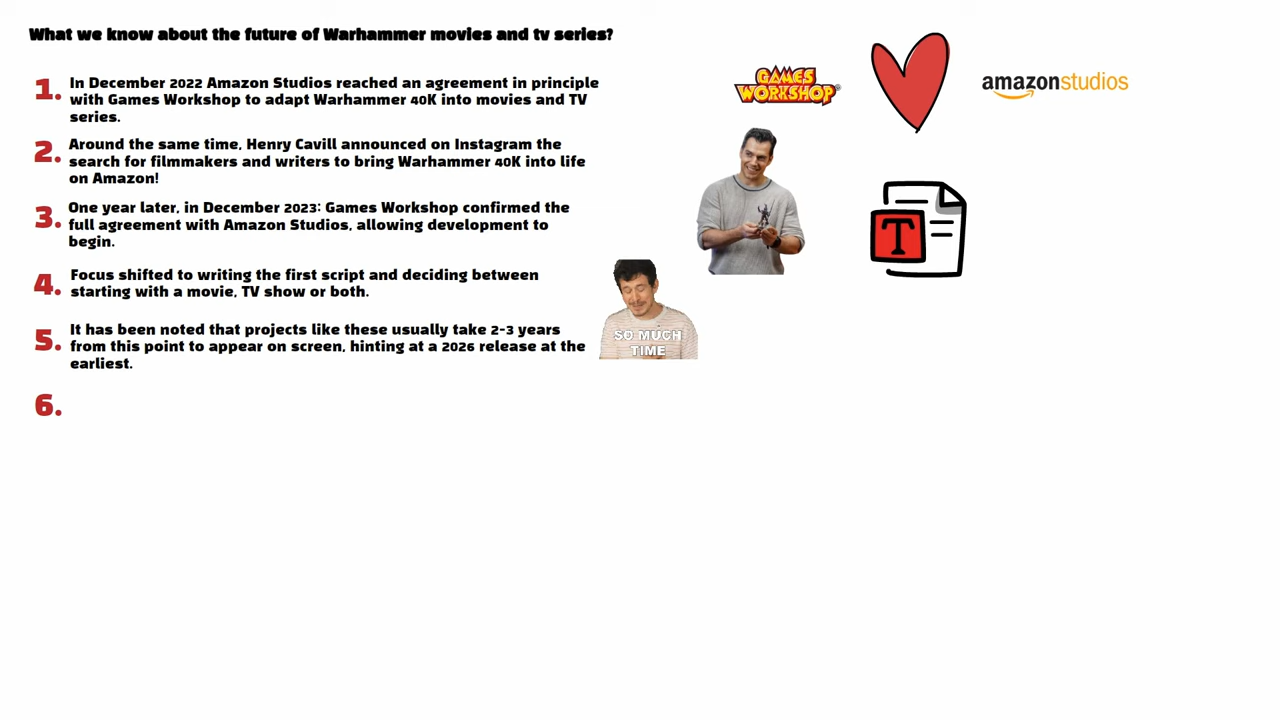 What we know about the future of Warhammer movies and tv series?
1. In December 2022 Amazon Studios reached an agreement in principle
with Games Workshop to adapt Warhammer 40K into movies and TV
series.
2. Around the same time, Henry Cavill announced on Instagram the
search for filmmakers and writers to bring Warhammer 40K into life
on Amazon!
3. One year later, in December 2023: Games Workshop confirmed the
full agreement with Amazon Studios, allowing development to
begin.
4. Focus shifted to writing the first script and deciding between
starting with a movie, TV show or both.
5. It has been noted that projects like these usually take 2-3 years
from this point to appear on screen, hinting at a 2026 release at the
earliest.
6.
GAMES
WORKSHOP®
amazonstudios
T
SO MUCH
TIME